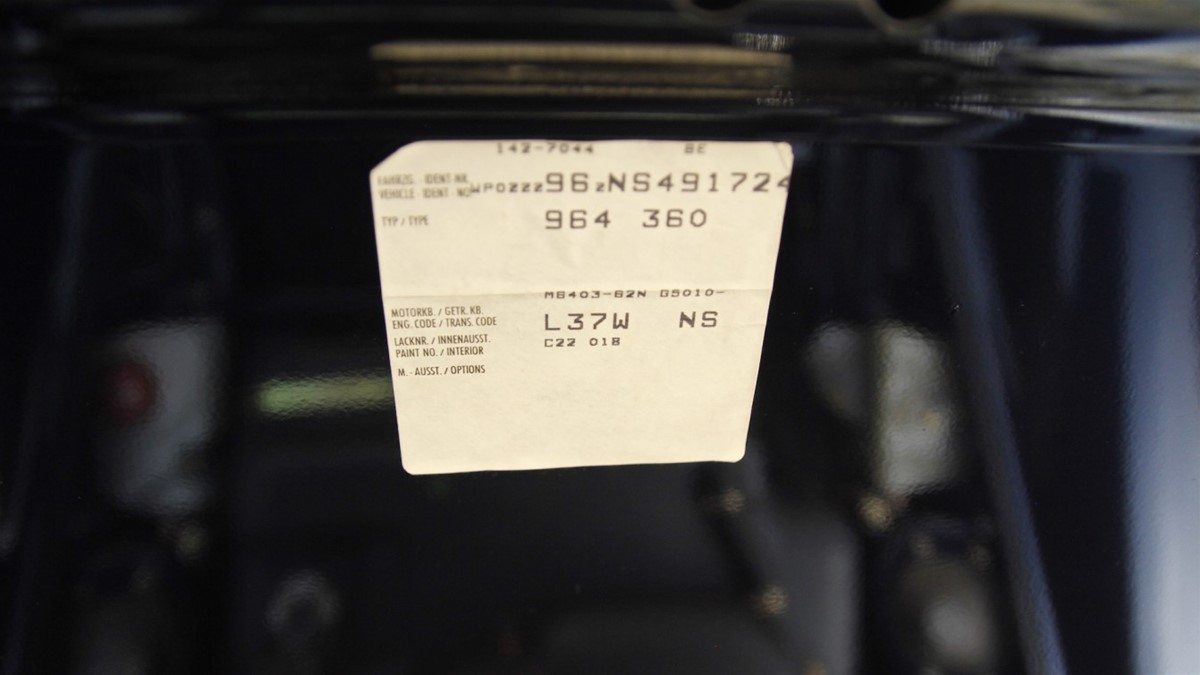 142-7044 BE
FAHRZG. - IDENT-NR.
VEHICLE - IDENT - NO. WP0ZZZ96ZNS491724
TYP / TYPE 964 360
M6403-62N G5010-
MOTORKB. / GETR. KB.
ENG. CODE / TRANS. CODE L37W NS
LACKNR. / INNENAUSST. C22 01B
PAINT NO. / INTERIOR
M. - AUSST. / OPTIONS